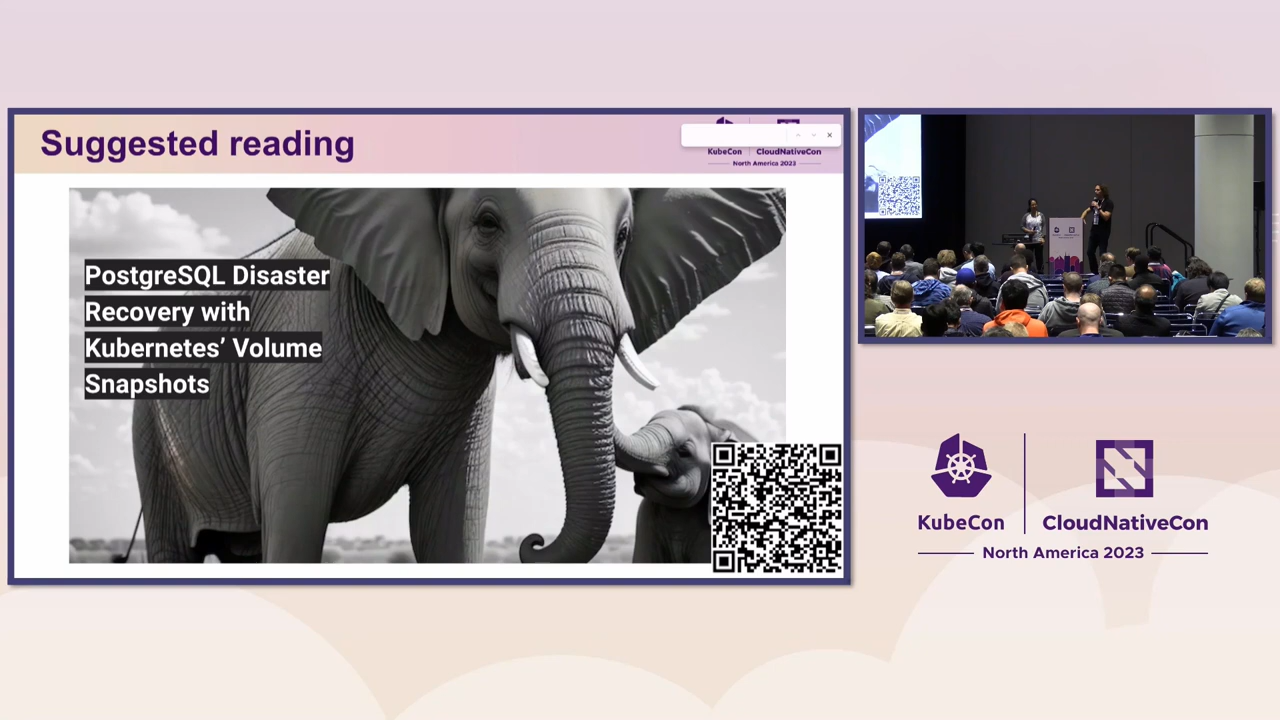 Suggested reading
KubeCon
CloudNativeCon
North America 2023
PostgreSQL Disaster
Recovery with
Kubernetes’ Volume
Snapshots
KubeCon
CloudNativeCon
North America 2023